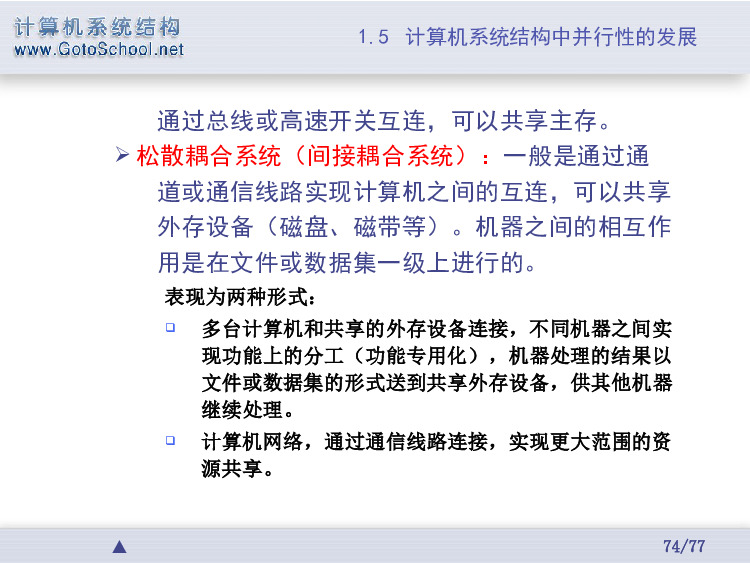 计算机系统结构
www.GotoSchool.net
1.5 计算机系统结构中并行性的发展
通过总线或高速开关互连，可以共享主存。
松散耦合系统（间接耦合系统）：一般是通过通
道或通信线路实现计算机之间的互连，可以共享
外存设备（磁盘、磁带等）。机器之间的相互作
用是在文件或数据集一级上进行的。
表现为两种形式：
多台计算机和共享的外存设备连接，不同机器之间实
现功能上的分工（功能专用化），机器处理的结果以
文件或数据集的形式送到共享外存设备，供其他机器
继续处理。
计算机网络，通过通信线路连接，实现更大范围的资
源共享。
74/77